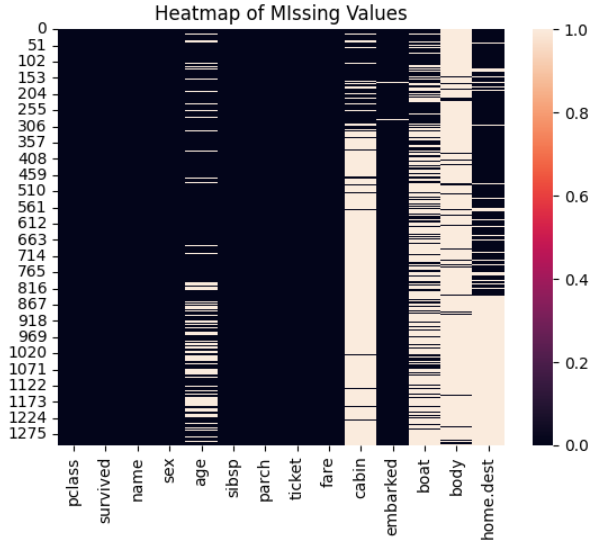 Heatmap of MIssing Values
0
51
102
153
204
255
306
357
408
459
510
561
612
663
714
765
816
867
918
969
1020
1071
1122
1173
1224
1275
pclass
survived
name
sex
age
sibsp
parch
ticket
fare
cabin
embarked
boat
body
home.dest
1.0
0.8
0.6
0.4
0.2
0.0